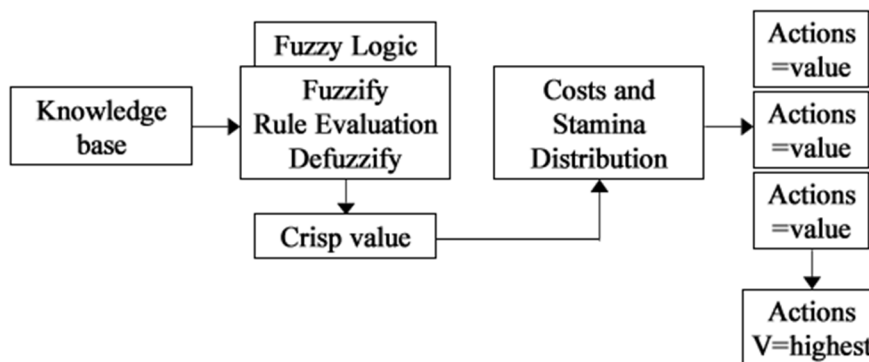 Fuzzy Logic
Knowledge
base
Fuzzify
Rule Evaluation
Defuzzify
Crisp value
Costs and
Stamina
Distribution
Actions
=value
Actions
=value
Actions
=value
Actions
V=highest